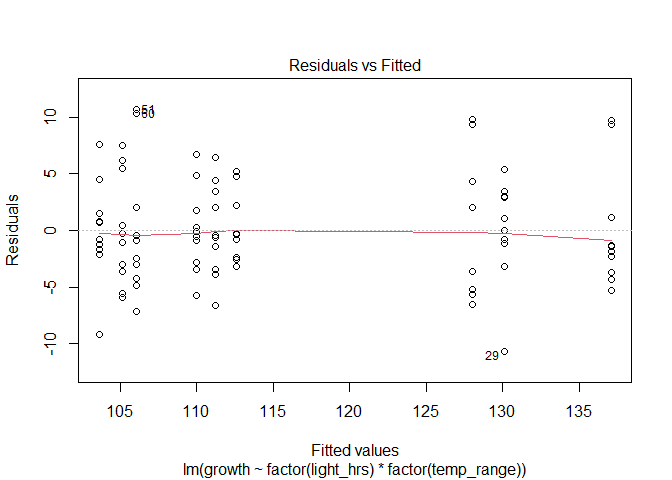 Residuals vs Fitted
Residuals
10
5
0
-5
-10
51
60
29
105 110 115 120 125 130 135
Fitted values
lm(growth ~ factor(light_hrs) * factor(temp_range))